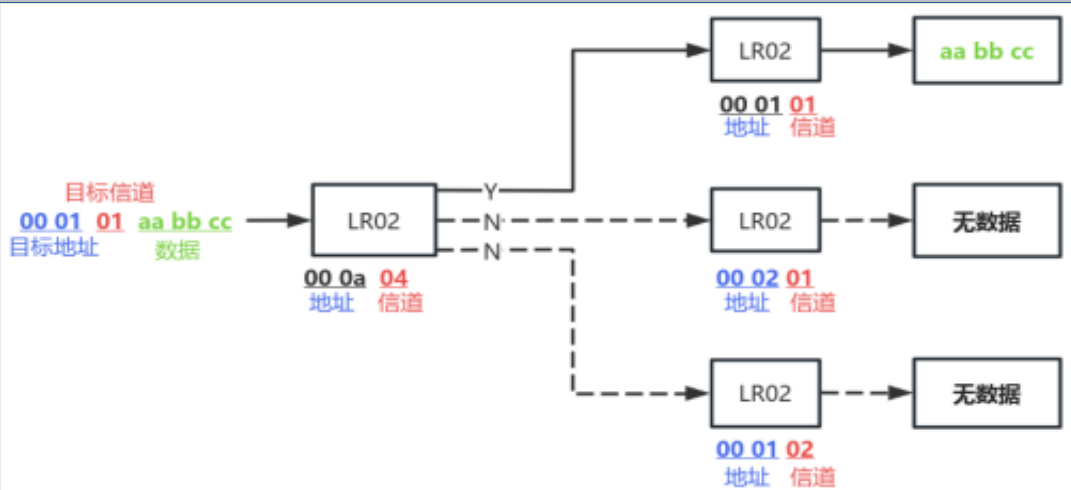 LR02
aa bb cc
00 01 01
地址 信道
目标信道
00 01 01 aa bb cc
目标地址 数据
LR02
00 0a 04
地址 信道
Y
N
N
LR02
无数据
00 02 01
地址 信道
LR02
无数据
00 01 02
地址 信道